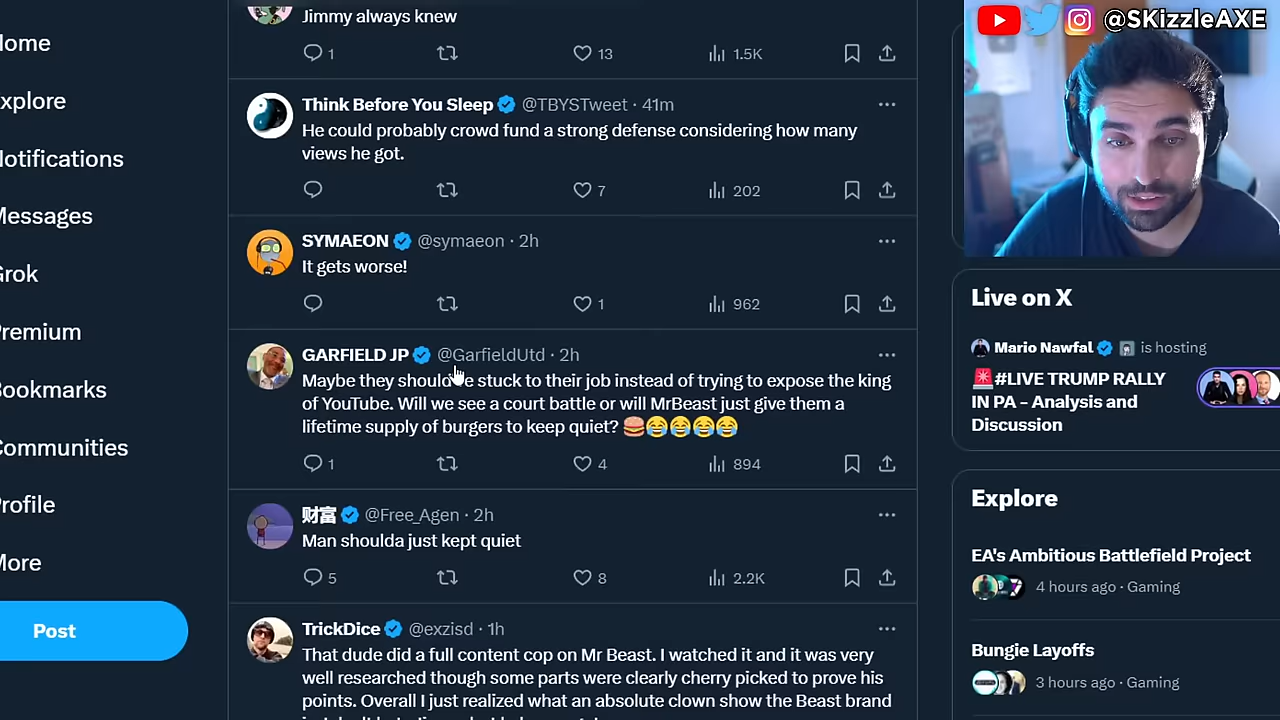 Jimmy always knew
1 13 1.5K
@SKizzleAXE
Home
Explore
Notifications
Messages
Grok
Premium
Bookmarks
Communities
Profile
More
Post
Think Before You Sleep @TBYSTweet · 41m
He could probably crowd fund a strong defense considering how many
views he got.
7 202
SYMAEON @symaeon · 2h
It gets worse!
1 962
GARFIELD JP @GarfieldUtd · 2h
Maybe they should've stuck to their job instead of trying to expose the king
of YouTube. Will we see a court battle or will MrBeast just give them a
lifetime supply of burgers to keep quiet? 🍔😂😂😂😂
1 4 894
财富 @Free_Agen · 2h
Man shoulda just kept quiet
5 8 2.2K
TrickDice @exzisd · 1h
That dude did a full content cop on Mr Beast. I watched it and it was very
well researched though some parts were clearly cherry picked to prove his
points. Overall I just realized what an absolute clown show the Beast brand
Live on X
Mario Nawfal is hosting
🚨#LIVE TRUMP RALLY
IN PA – Analysis and
Discussion
Explore
EA's Ambitious Battlefield Project
4 hours ago · Gaming
Bungie Layoffs
3 hours ago · Gaming